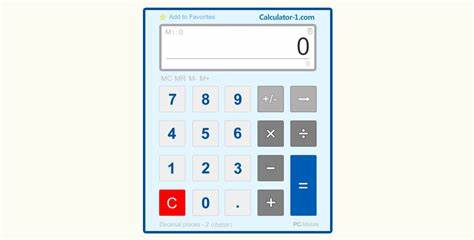 Add to Favorites Calculator-1.com
M: 0
0
MC MR M- M+
7 8 9 +/- →
4 5 6 × ÷
1 2 3 − =
C 0 . +
Decimal places - 2